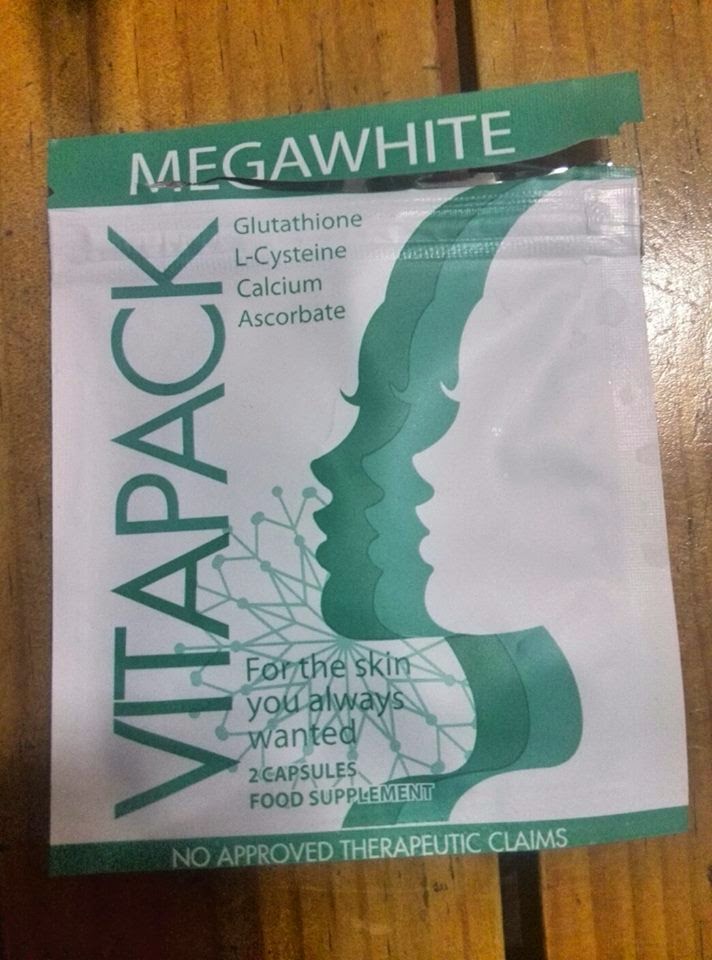 MEGAWHITE
VITAPACK
Glutathione
L-Cysteine
Calcium
Ascorbate
For the skin
you always
wanted
2 CAPSULES
FOOD SUPPLEMENT
NO APPROVED THERAPEUTIC CLAIMS